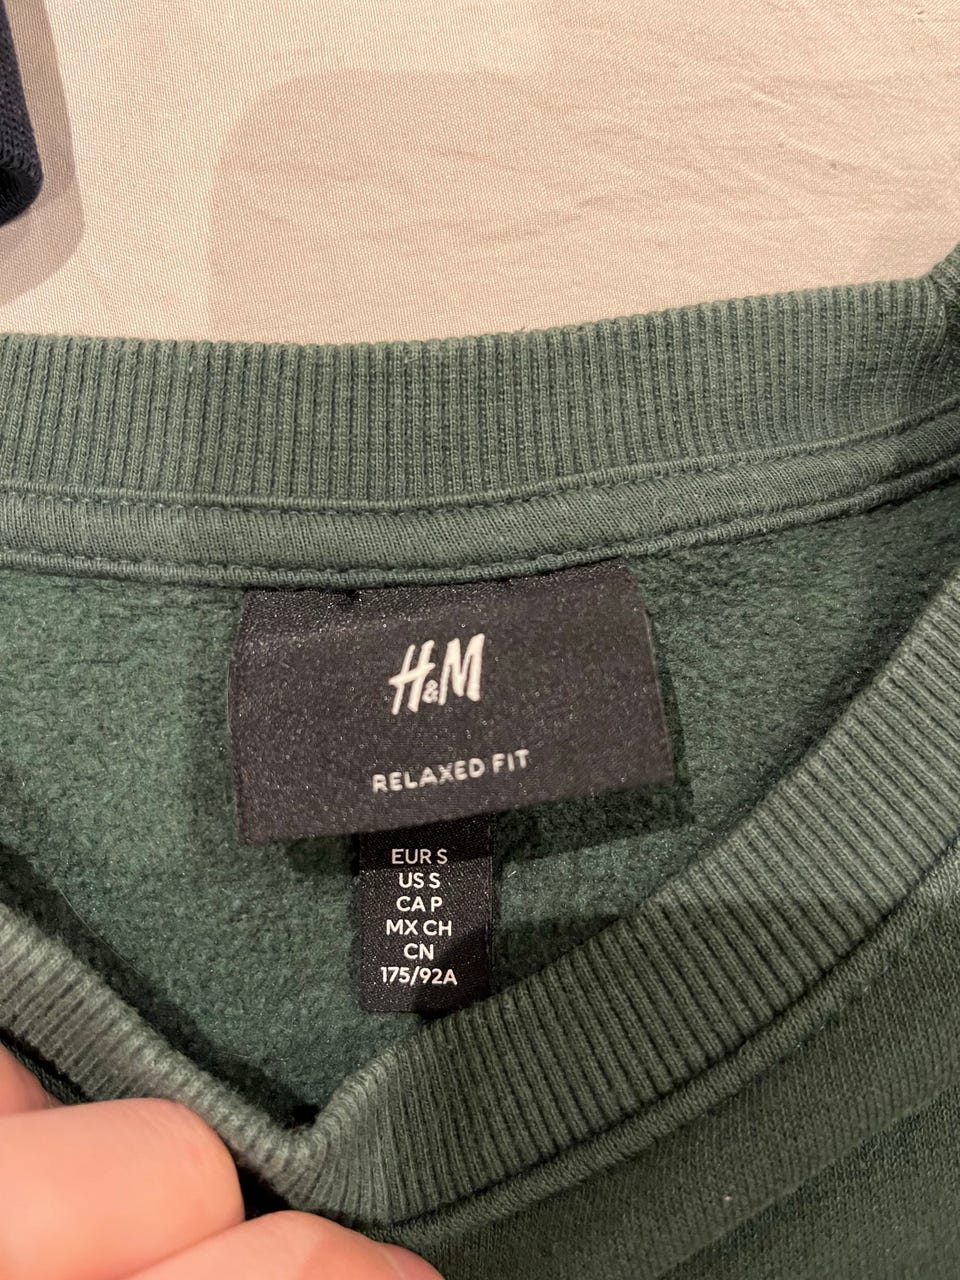 H&M
RELAXED FIT
EUR S
US S
CA P
MX CH
CN
175/92A